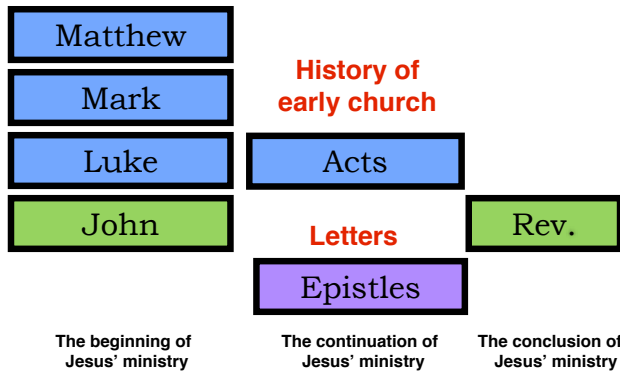 Matthew
Mark
Luke
John
History of
early church
Acts
Letters
Epistles
Rev.
The beginning of
Jesus’ ministry
The continuation of
Jesus’ ministry
The conclusion of
Jesus’ ministry